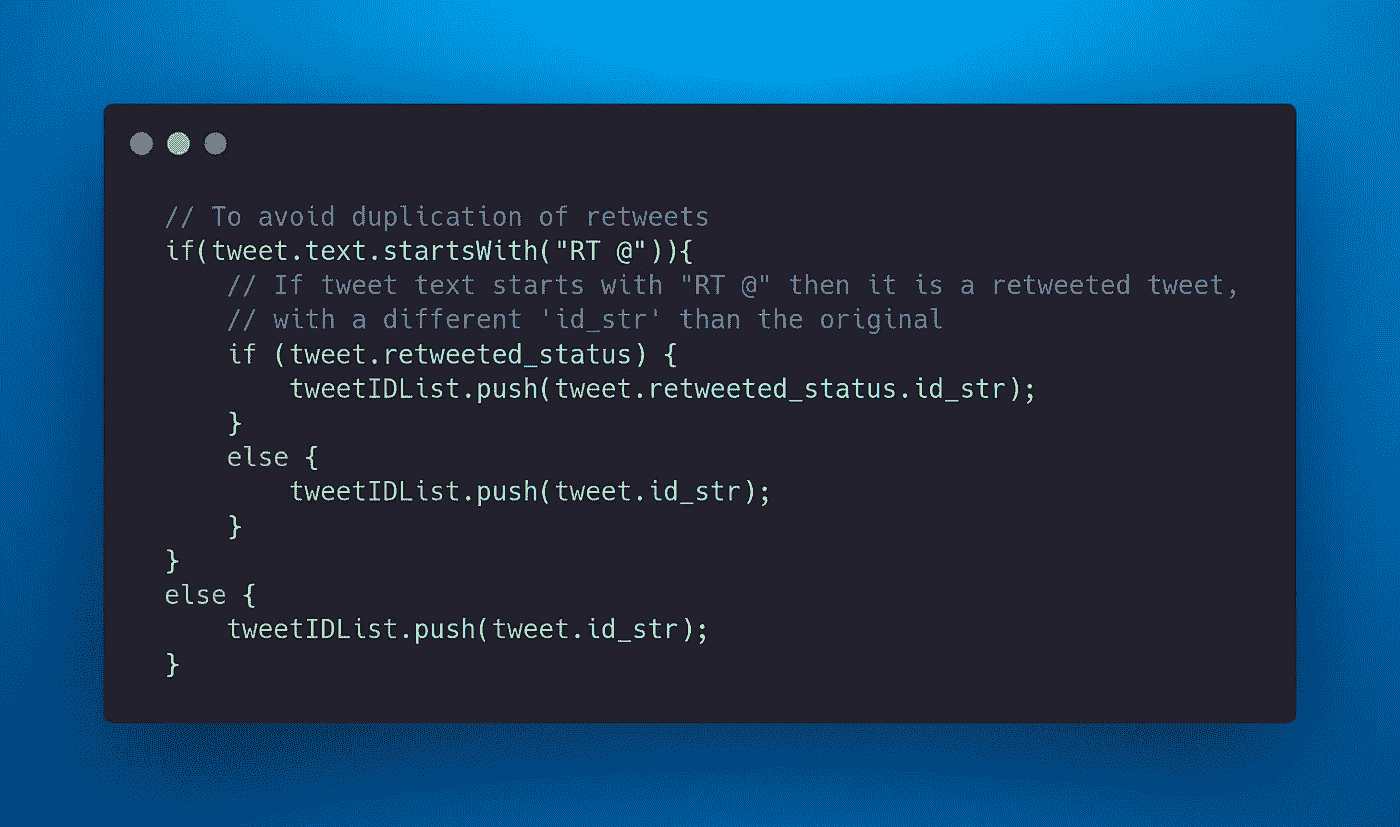 // To avoid duplication of retweets
if(tweet.text.startsWith("RT @")){
    // If tweet text starts with "RT @" then it is a retweeted tweet,
    // with a different 'id_str' than the original
    if (tweet.retweeted_status) {
        tweetIDList.push(tweet.retweeted_status.id_str);
    }
    else {
        tweetIDList.push(tweet.id_str);
    }
}
else {
    tweetIDList.push(tweet.id_str);
}